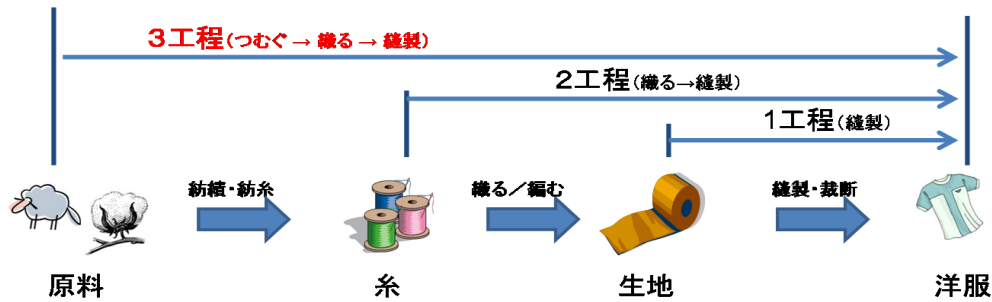 ３工程(つむぐ → 織る → 縫製)
２工程(織る→縫製)
１工程(縫製)
紡績・紡糸
織る／編む
縫製・裁断
原料
糸
生地
洋服